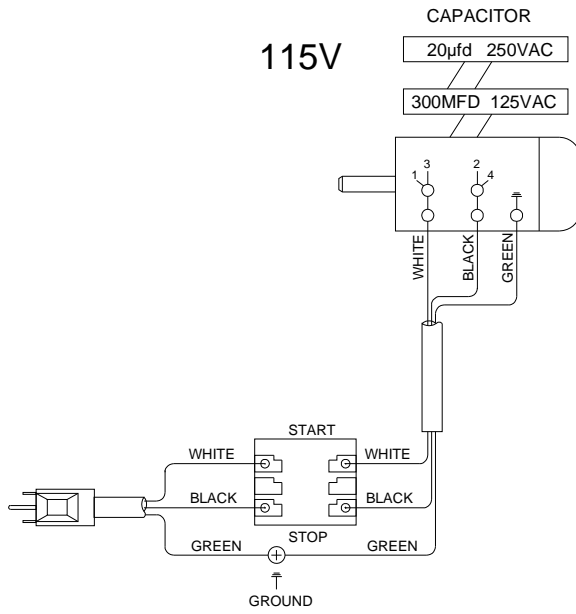 CAPACITOR
115V
20µfd 250VAC
300MFD 125VAC
3 2
1 4
WHITE
BLACK
GREEN
START
WHITE WHITE
BLACK BLACK
STOP
GREEN GREEN
GROUND